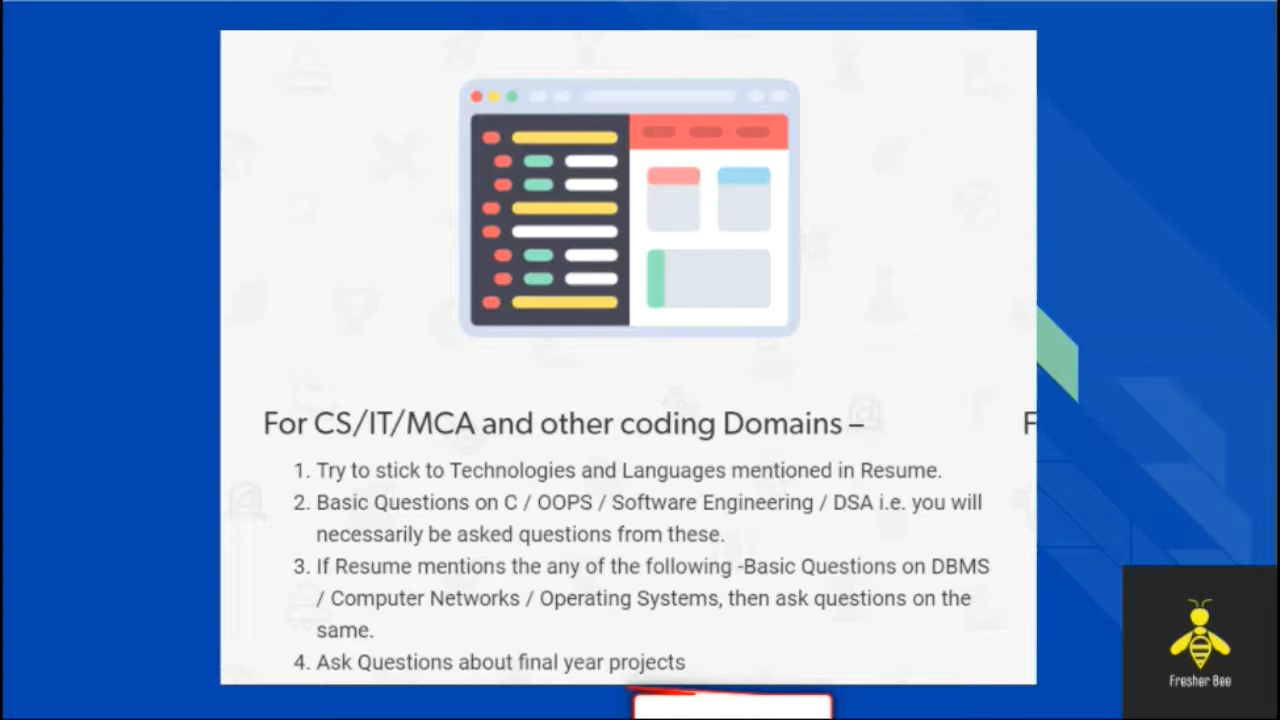 For CS/IT/MCA and other coding Domains –
F
1. Try to stick to Technologies and Languages mentioned in Resume.
2. Basic Questions on C / OOPS / Software Engineering / DSA i.e. you will
necessarily be asked questions from these.
3. If Resume mentions the any of the following -Basic Questions on DBMS
/ Computer Networks / Operating Systems, then ask questions on the
same.
4. Ask Questions about final year projects
Fresher Bee